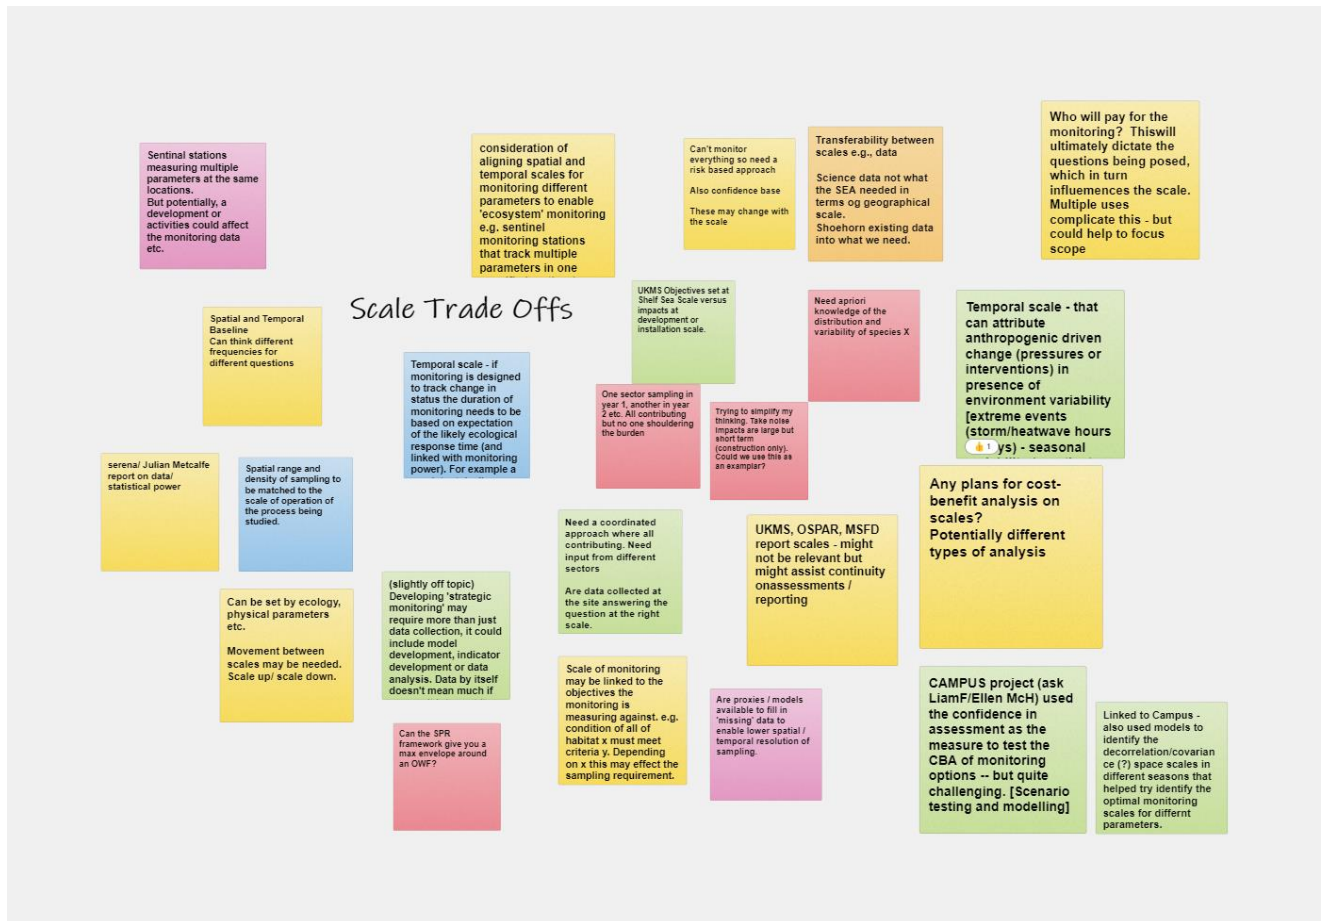 Sentinal stations
measuring multiple
parameters at the same
locations.
But potentially, a
development or
activities could affect
the monitoring data
etc.
consideration of
aligning spatial and
temporal scales for
monitoring different
parameters to enable
'ecosystem' monitoring
e.g. sentinel
monitoring stations
that track multiple
parameters in one
Can't monitor
everything so need a
risk based approach
Also confidence base
These may change with
the scale
Transferability between
scales e.g., data
Science data not what
the SEA needed in
terms og geographical
scale.
Shoehorn existing data
into what we need.
Who will pay for the
monitoring? Thiswill
ultimately dictate the
questions being posed,
which in turn
influemences the scale.
Multiple uses
complicate this - but
could help to focus
scope
Scale Trade Offs
Spatial and Temporal
Baseline
Can think different
frequencies for
different questions
Temporal scale - if
monitoring is designed
to track change in
status the duration of
monitoring needs to be
based on expectation
of the likely ecological
response time (and
linked with monitoring
power). For example a
UKMS Objectives set at
Shelf Sea Scale versus
impacts at
development or
installation scale.
Need apriori
knowledge of the
distribution and
variability of species X
Temporal scale - that
can attribute
anthropogenic driven
change (pressures or
interventions) in
presence of
environment variability
[extreme events
(storm/heatwave hours
1 ys) - seasonal
One sector sampling in
year 1, another in year
2 etc. All contributing
but no one shouldering
the burden
Trying to simplify my
thinking. Take noise
impacts are large but
short term
(construction only).
Could we use this as
an examplar?
serena/ Julian Metcalfe
report on data/
statistical power
Spatial range and
density of sampling to
be matched to the
scale of operation of
the process being
studied.
Need a coordinated
approach where all
contributing. Need
input from different
sectors
Are data collected at
the site answering the
question at the right
scale.
UKMS, OSPAR, MSFD
report scales - might
not be relevant but
might assist continuity
onassessments /
reporting
Any plans for cost-
benefit analysis on
scales?
Potentially different
types of analysis
Can be set by ecology,
physical parameters
etc.
Movement between
scales may be needed.
Scale up/ scale down.
(slightly off topic)
Developing 'strategic
monitoring' may
require more than just
data collection, it could
include model
development, indicator
development or data
analysis. Data by itself
doesn't mean much if
Scale of monitoring
may be linked to the
objectives the
monitoring is
measuring against. e.g.
condition of all of
habitat x must meet
criteria y. Depending
on x this may effect the
sampling requirement.
Are proxies / models
available to fill in
'missing' data to
enable lower spatial /
temporal resolution of
sampling.
CAMPUS project (ask
LiamF/Ellen McH) used
the confidence in
assessment as the
measure to test the
CBA of monitoring
options -- but quite
challenging. [Scenario
testing and modelling]
Linked to Campus -
also used models to
identify the
decorrelation/covarian
ce (?) space scales in
different seasons that
helped try identify the
optimal monitoring
scales for differnt
parameters.
Can the SPR
framework give you a
max envelope around
an OWF?